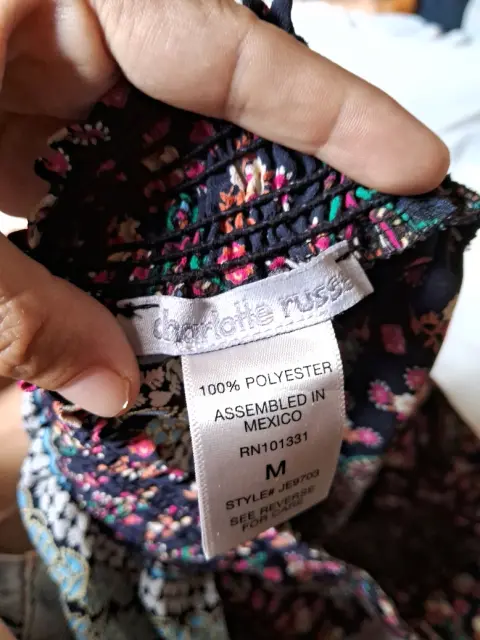 charlotte russe
100% POLYESTER
ASSEMBLED IN
MEXICO
RN101331
M
STYLE# JE9703
SEE REVERSE
FOR CARE